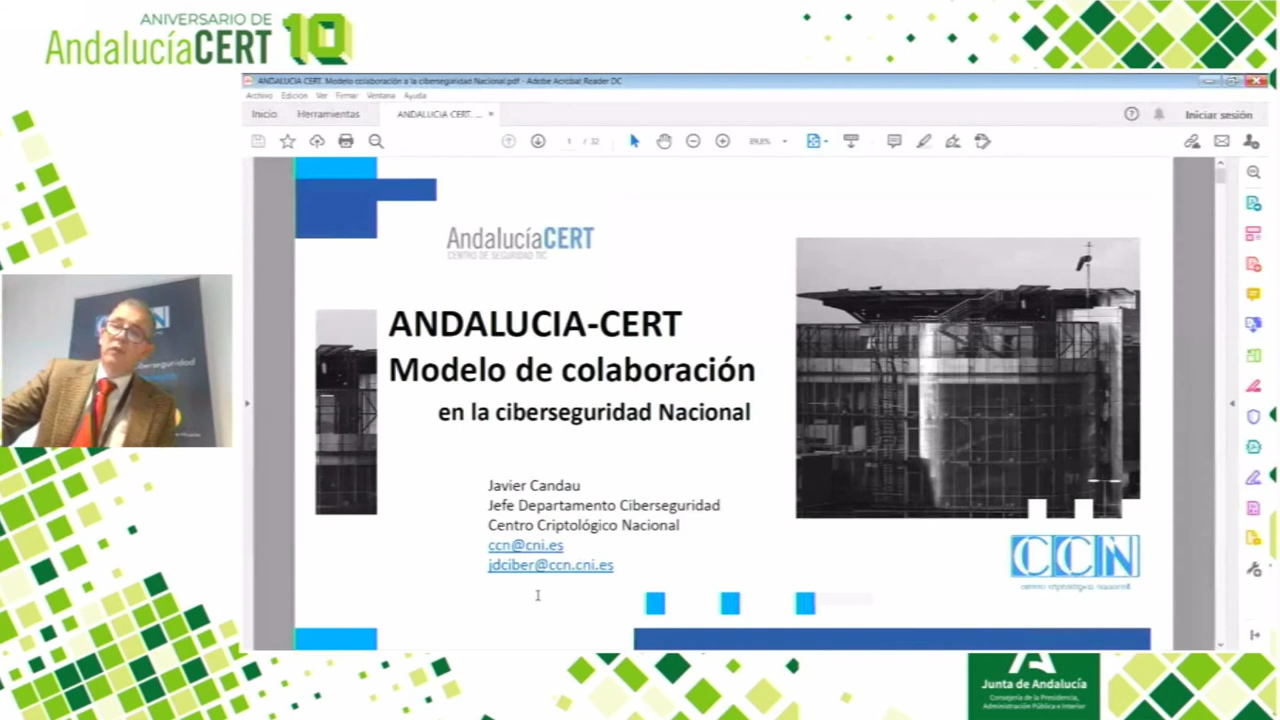 ANIVERSARIO DE
AndalucíaCERT 10
ANDALUCIA CERT. Modelo colaboración a la ciberseguridad Nacional.pdf - Adobe Acrobat Reader DC
Archivo Edición Ver Firmar Ventana Ayuda
Inicio Herramientas ANDALUCIA CERT. ... × Iniciar sesión
1 / 32 89,8%
AndalucíaCERT
CENTRO DE SEGURIDAD TIC
ANDALUCIA-CERT
Modelo de colaboración
en la ciberseguridad Nacional
Javier Candau
Jefe Departamento Ciberseguridad
Centro Criptológico Nacional
ccn@cni.es
jdciber@ccn.cni.es
CCN
centro criptológico nacional
Junta de Andalucía
Consejería de la Presidencia,
Administración Pública e Interior